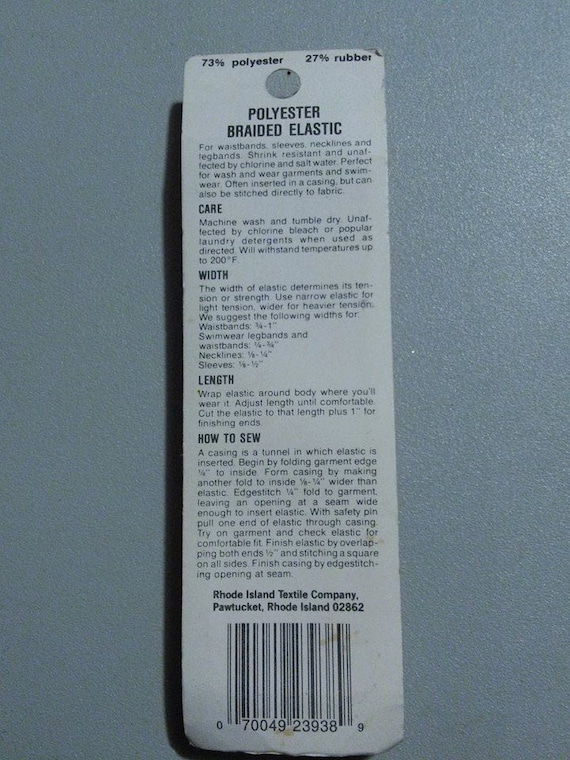 73% polyester 27% rubber
POLYESTER
BRAIDED ELASTIC
For waistbands, sleeves, necklines and
legbands. Shrink resistant and unaf-
fected by chlorine and salt water. Perfect
for wash and wear garments and swim-
wear. Often inserted in a casing, but can
also be stitched directly to fabric.
CARE
Machine wash and tumble dry. Unaf-
fected by chlorine bleach or popular
laundry detergents when used as
directed. Will withstand temperatures up
to 200°F.
WIDTH
The width of elastic determines its ten-
sion or strength. Use narrow elastic for
light tension, wider for heavier tension.
We suggest the following widths for:
Waistbands: ¾-1"
Swimwear legbands and
waistbands: ¼-¾"
Necklines: ⅛-¼"
Sleeves: ⅛-½"
LENGTH
Wrap elastic around body where you'll
wear it. Adjust length until comfortable.
Cut the elastic to that length plus 1" for
finishing ends.
HOW TO SEW
A casing is a tunnel in which elastic is
inserted. Begin by folding garment edge
¼" to inside. Form casing by making
another fold to inside ⅛-¼" wider than
elastic. Edgestitch ¼" fold to garment,
leaving an opening at a seam wide
enough to insert elastic. With safety pin
pull one end of elastic through casing.
Try on garment and check elastic for
comfortable fit. Finish elastic by overlap-
ping both ends ½" and stitching a square
on all sides. Finish casing by edgestitch-
ing opening at seam.
Rhode Island Textile Company,
Pawtucket, Rhode Island 02862
0 70049 23938 9